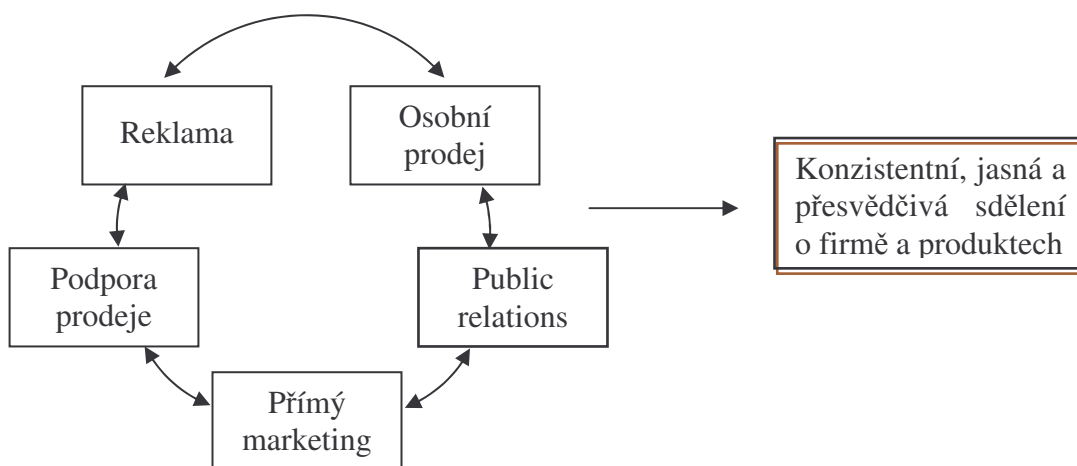 Reklama
Osobní
prodej
Konzistentní, jasná a
přesvědčivá sdělení
o firmě a produktech
Podpora
prodeje
Public
relations
Přímý
marketing